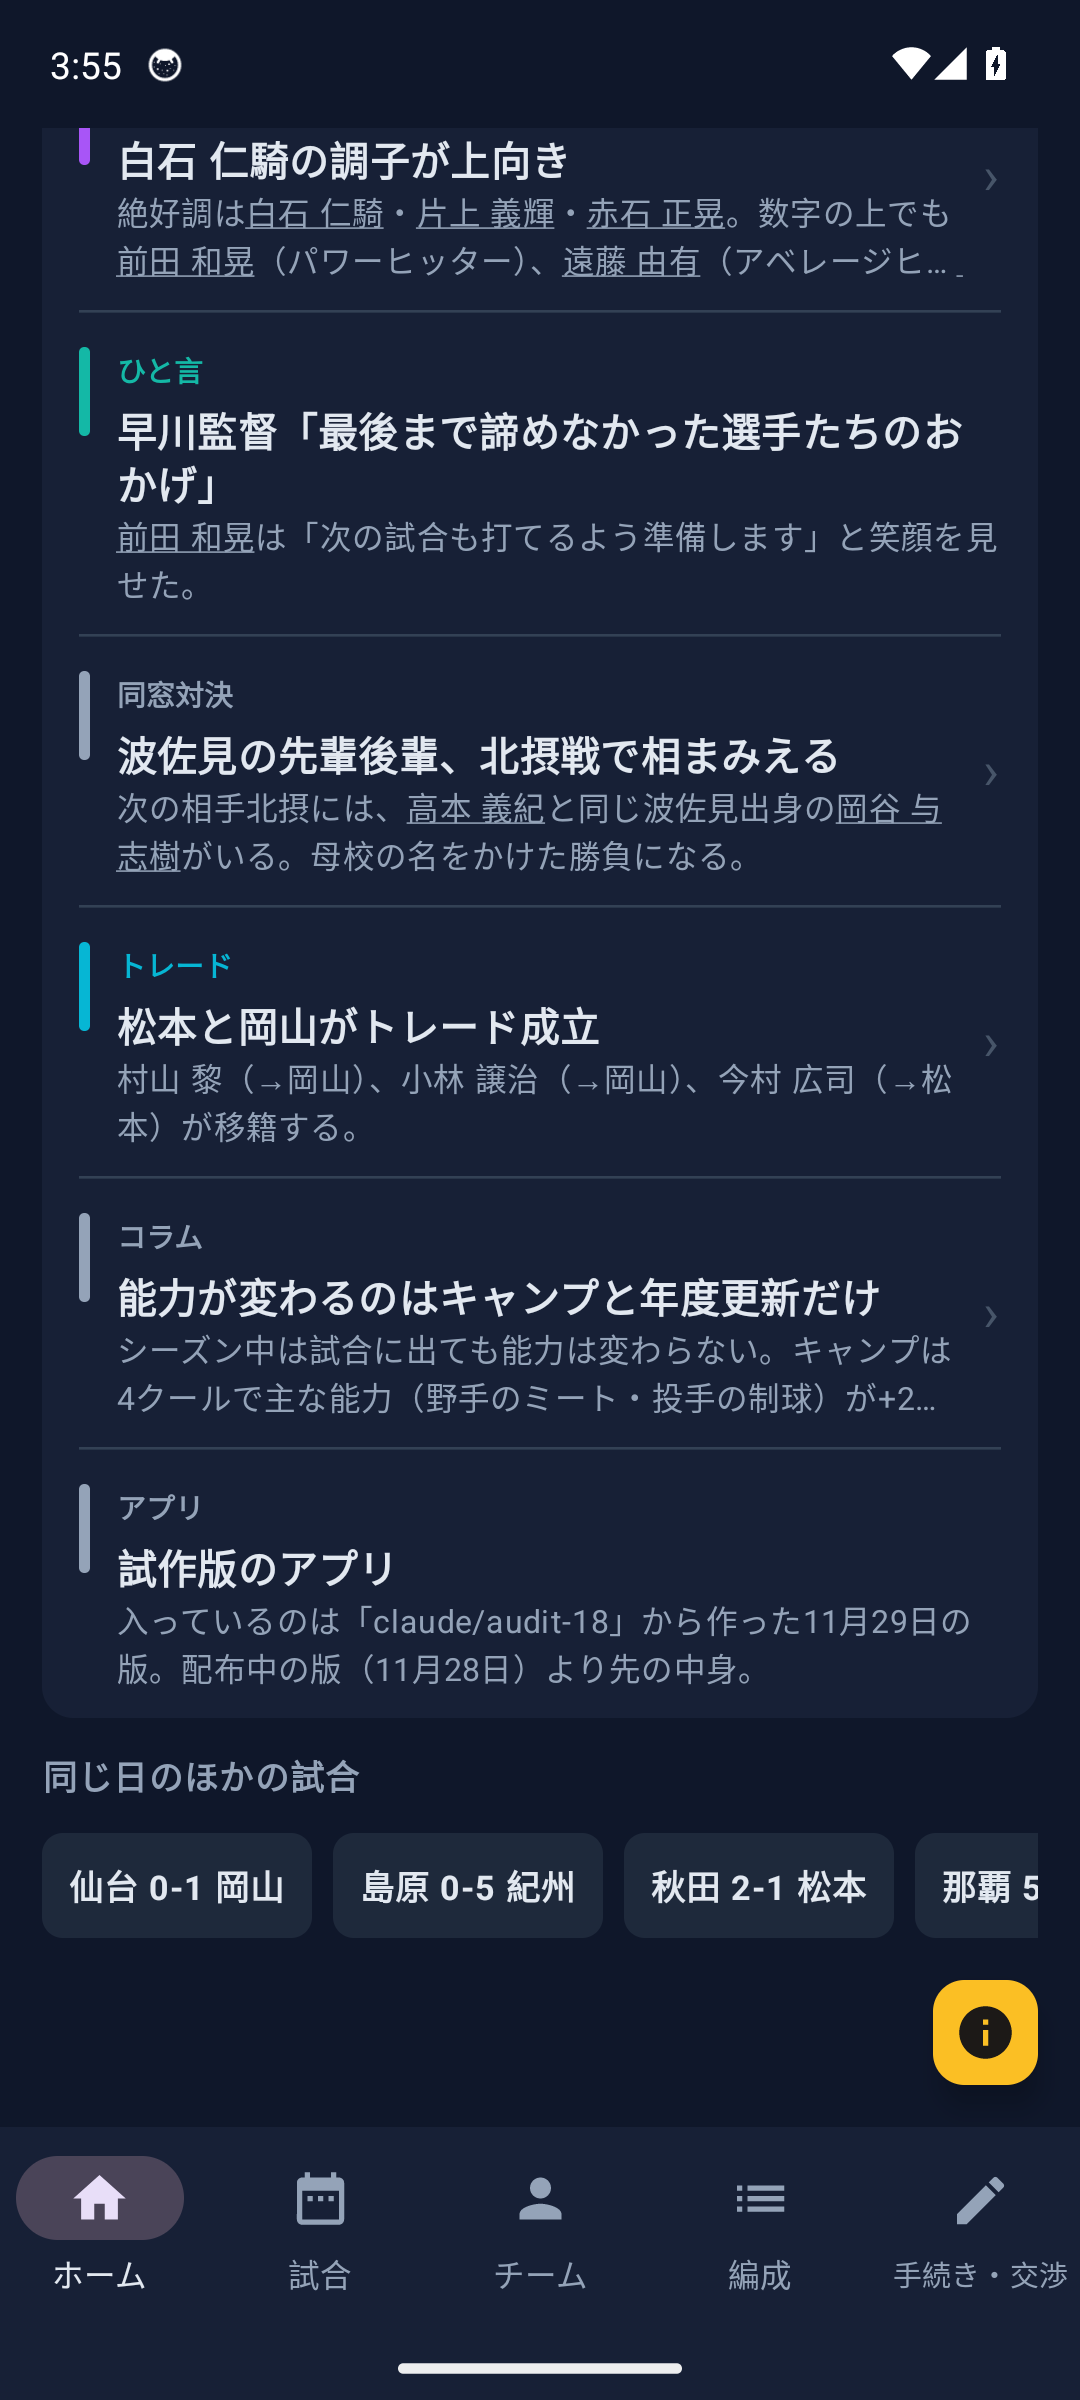 3:55
白石 仁騎の調子が上向き
絶好調は白石 仁騎・片上 義輝・赤石 正晃。数字の上でも
前田 和晃（パワーヒッター）、遠藤 由有（アベレージヒ…
ひと言
早川監督「最後まで諦めなかった選手たちのお
かげ」
前田 和晃は「次の試合も打てるよう準備します」と笑顔を見
せた。
同窓対決
波佐見の先輩後輩、北摂戦で相まみえる
次の相手北摂には、高本 義紀と同じ波佐見出身の岡谷 与
志樹がいる。母校の名をかけた勝負になる。
トレード
松本と岡山がトレード成立
村山 黎（→岡山）、小林 譲治（→岡山）、今村 広司（→松
本）が移籍する。
コラム
能力が変わるのはキャンプと年度更新だけ
シーズン中は試合に出ても能力は変わらない。キャンプは
4クールで主な能力（野手のミート・投手の制球）が+2…
アプリ
試作版のアプリ
入っているのは「claude/audit-18」から作った11月29日の
版。配布中の版（11月28日）より先の中身。
同じ日のほかの試合
仙台 0-1 岡山
島原 0-5 紀州
秋田 2-1 松本
那覇 5
ホーム
試合
チーム
編成
手続き・交渉